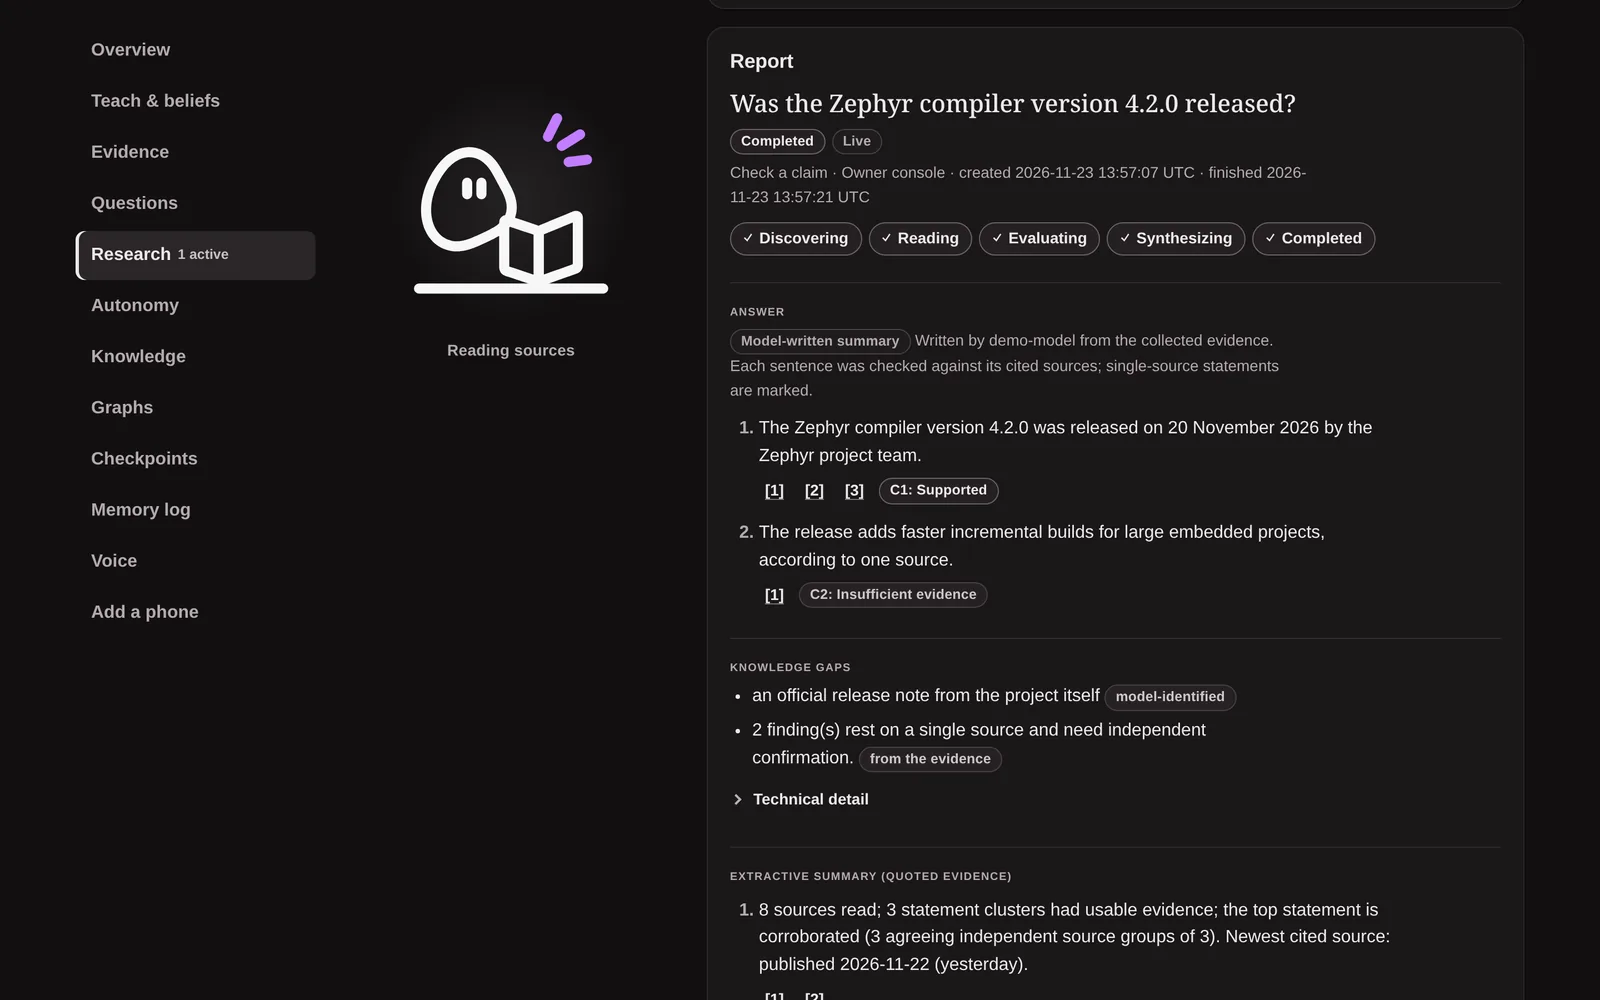 Overview
Teach & beliefs
Evidence
Questions
Research 1 active
Autonomy
Knowledge
Graphs
Checkpoints
Memory log
Voice
Add a phone
Reading sources
Report
Was the Zephyr compiler version 4.2.0 released?
Completed Live
Check a claim · Owner console · created 2026-11-23 13:57:07 UTC · finished 2026-
11-23 13:57:21 UTC
✓ Discovering ✓ Reading ✓ Evaluating ✓ Synthesizing ✓ Completed
ANSWER
Model-written summary Written by demo-model from the collected evidence.
Each sentence was checked against its cited sources; single-source statements
are marked.
1. The Zephyr compiler version 4.2.0 was released on 20 November 2026 by the
Zephyr project team.
[1] [2] [3] C1: Supported
2. The release adds faster incremental builds for large embedded projects,
according to one source.
[1] C2: Insufficient evidence
KNOWLEDGE GAPS
• an official release note from the project itself model-identified
• 2 finding(s) rest on a single source and need independent
confirmation. from the evidence
Technical detail
EXTRACTIVE SUMMARY (QUOTED EVIDENCE)
1. 8 sources read; 3 statement clusters had usable evidence; the top statement is
corroborated (3 agreeing independent source groups of 3). Newest cited source:
published 2026-11-22 (yesterday).
[1] [2]